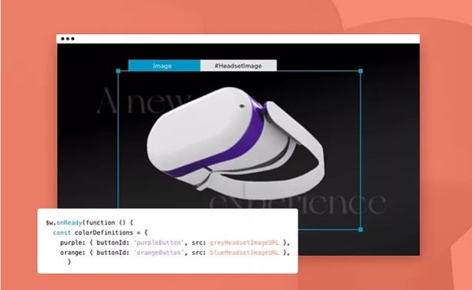 Image #HeadsetImage
A new
experience
$w.onReady(function () {
const colorDefinitions = {
purple: { buttonId: 'purpleButton', src: greyHeadsetImageURL },
orange: { buttonId: 'orangeButton', src: blueHeadsetImageURL },
}